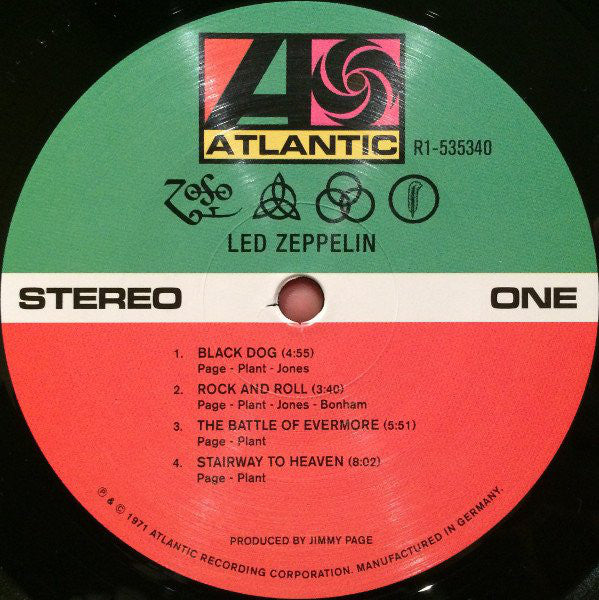 ATLANTIC
R1-535340
ZoSo
LED ZEPPELIN
STEREO ONE
1. BLACK DOG (4:55)
Page - Plant - Jones
2. ROCK AND ROLL (3:40)
Page - Plant - Jones - Bonham
3. THE BATTLE OF EVERMORE (5:51)
Page - Plant
4. STAIRWAY TO HEAVEN (8:02)
Page - Plant
PRODUCED BY JIMMY PAGE
℗ & © 1971 ATLANTIC RECORDING CORPORATION. MANUFACTURED IN GERMANY.